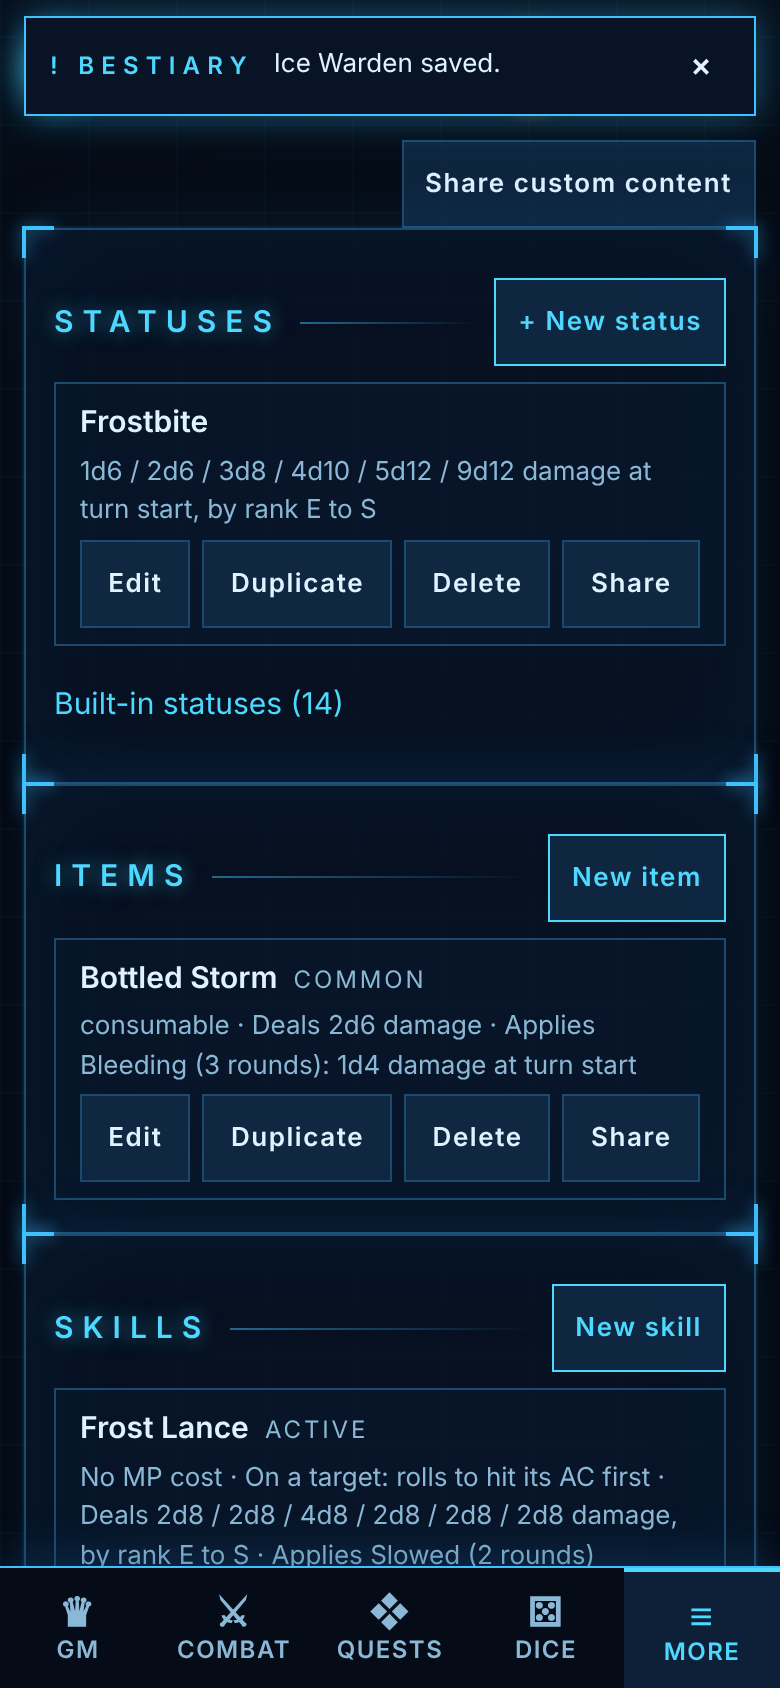 ! BESTIARY Ice Warden saved. ×
Share custom content
STATUSES + New status
Frostbite
1d6 / 2d6 / 3d8 / 4d10 / 5d12 / 9d12 damage at
turn start, by rank E to S
Edit Duplicate Delete Share
Built-in statuses (14)
ITEMS New item
Bottled Storm COMMON
consumable · Deals 2d6 damage · Applies
Bleeding (3 rounds): 1d4 damage at turn start
Edit Duplicate Delete Share
SKILLS New skill
Frost Lance ACTIVE
No MP cost · On a target: rolls to hit its AC first ·
Deals 2d8 / 2d8 / 4d8 / 2d8 / 2d8 / 2d8 damage,
by rank E to S · Applies Slowed (2 rounds)
GM COMBAT QUESTS DICE MORE